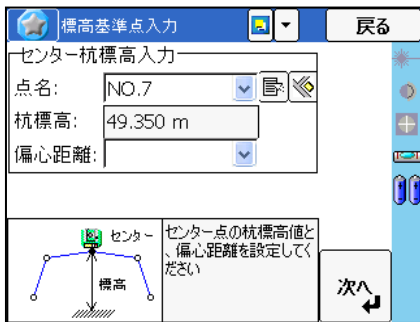 標高基準点入力
戻る
センター杭標高入力
点名: NO.7
杭標高: 49.350 m
偏心距離:
センター
標高
センター点の杭標高値と
、偏心距離を設定してく
ださい
次へ